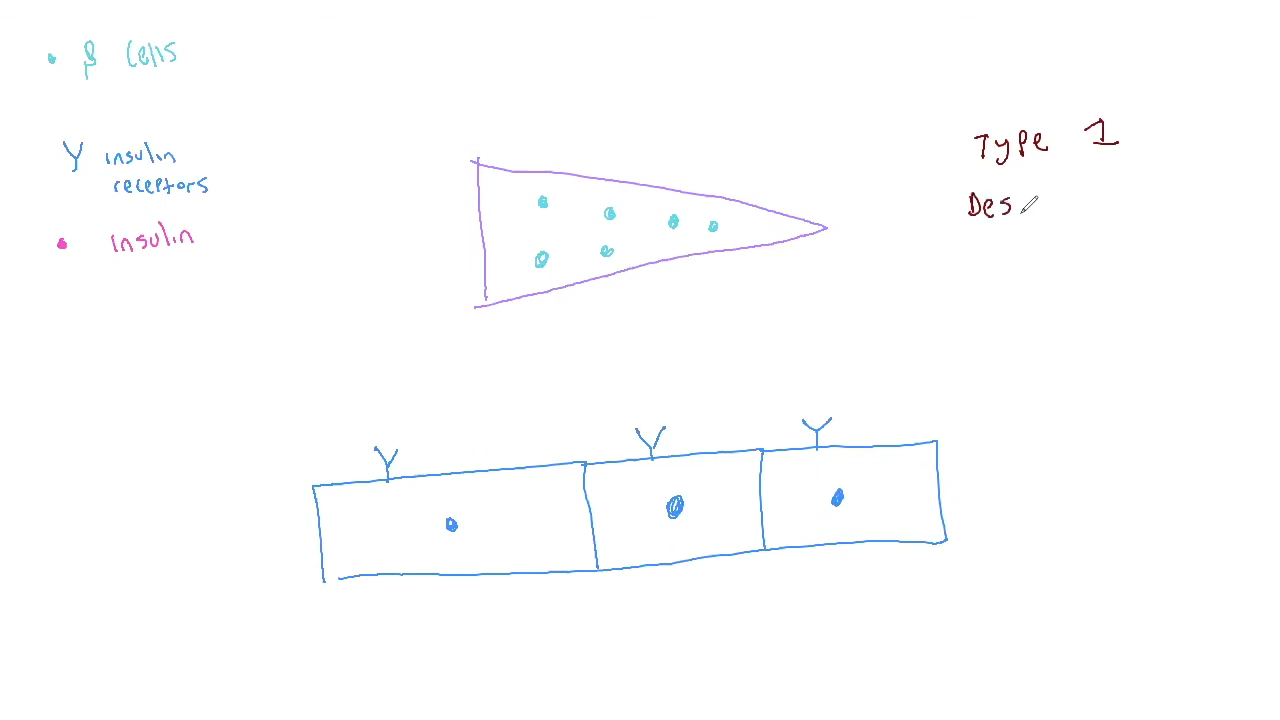 β Cells
Y insulin
receptors
insulin
Type 1
Des